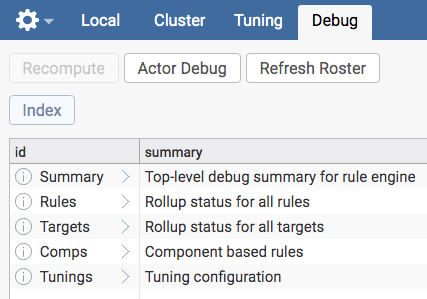 Local Cluster Tuning Debug
Recompute Actor Debug Refresh Roster
Index
id summary
Summary Top-level debug summary for rule engine
Rules Rollup status for all rules
Targets Rollup status for all targets
Comps Component based rules
Tunings Tuning configuration